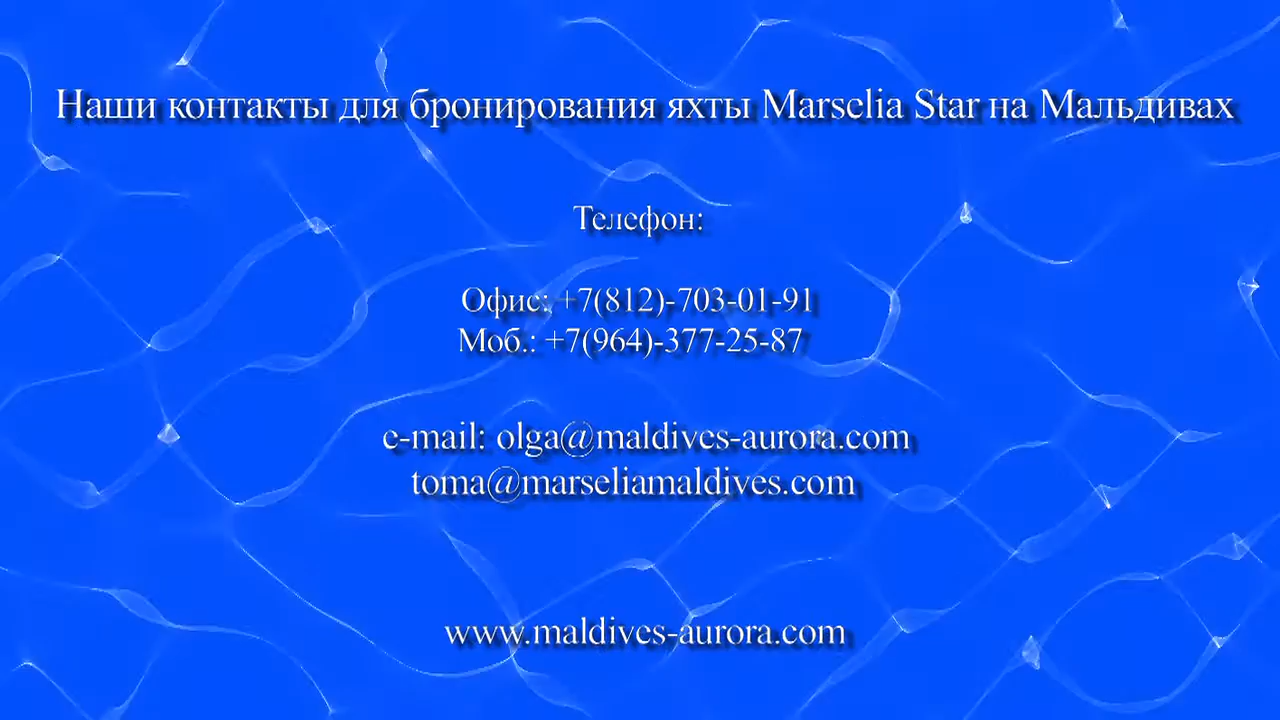 Наши контакты для бронирования яхты Marselia Star на Мальдивах
Телефон:
Офис: +7(812)-703-01-91
Моб.: +7(964)-377-25-87
e-mail: olga@maldives-aurora.com
toma@marseliamaldives.com
www.maldives-aurora.com